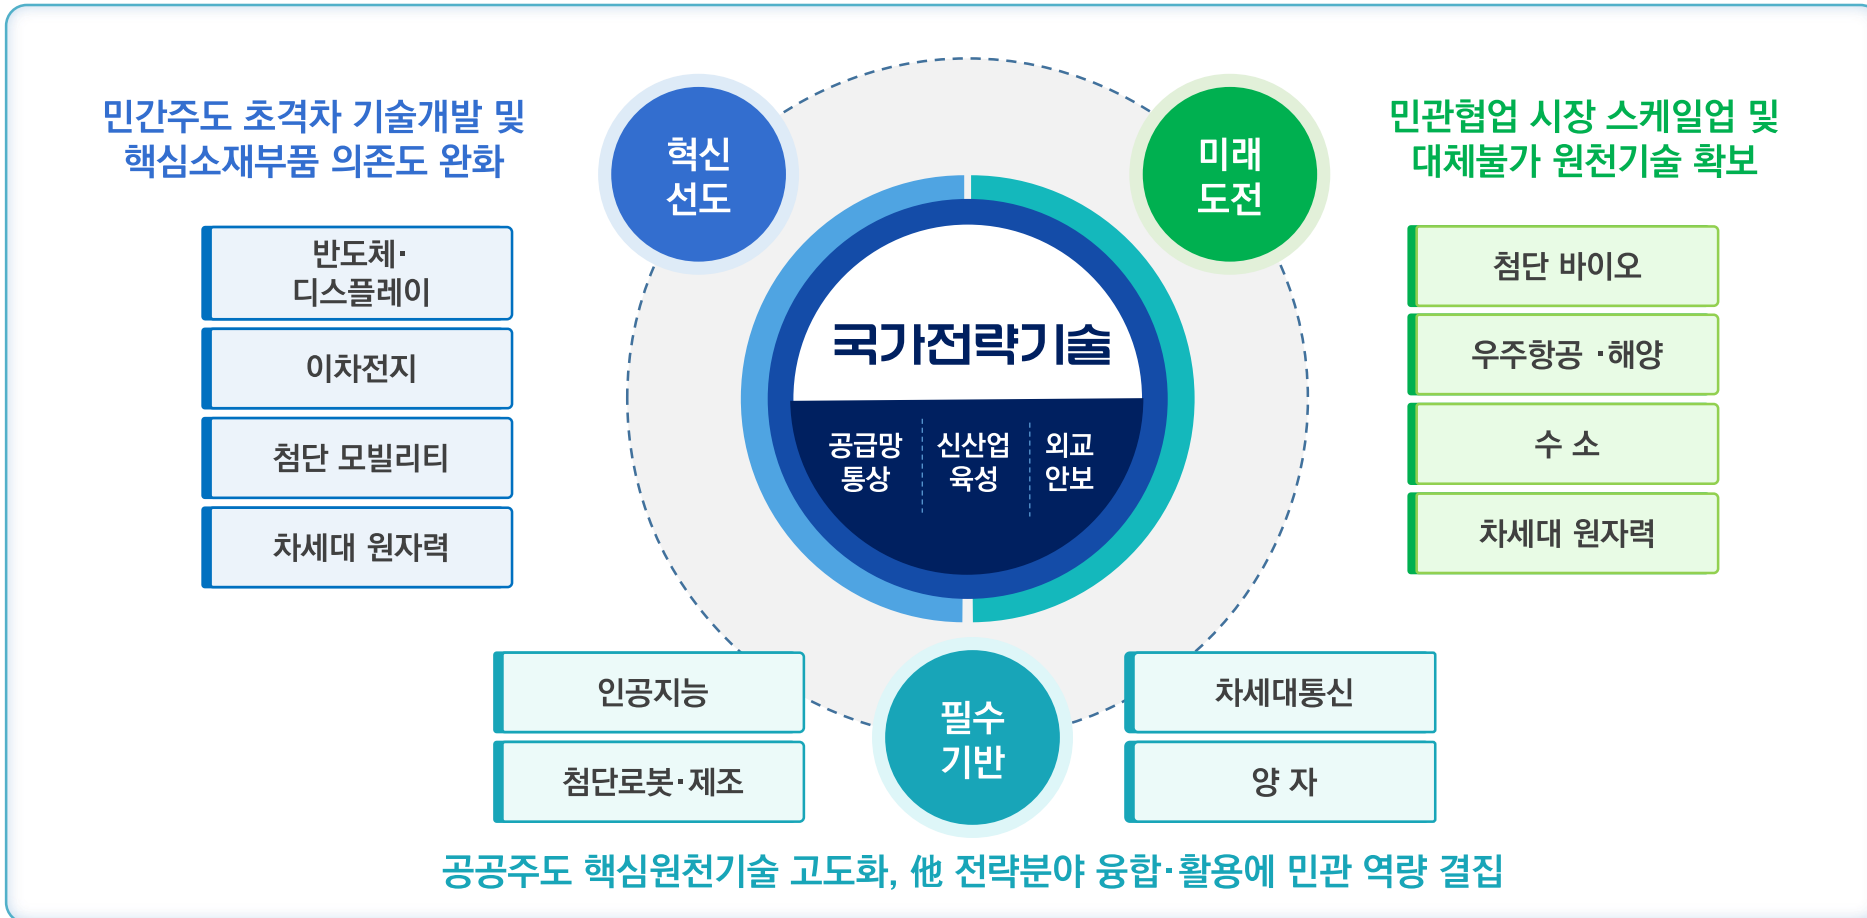 민간주도 초격차 기술개발 및
핵심소재부품 의존도 완화
혁신
선도
반도체·
디스플레이
이차전지
첨단 모빌리티
차세대 원자력
미래
도전
민관협업 시장 스케일업 및
대체불가 원천기술 확보
첨단 바이오
우주항공 ·해양
수 소
차세대 원자력
국가전략기술
공급망
통상
신산업
육성
외교
안보
필수
기반
인공지능
첨단로봇·제조
차세대통신
양 자
공공주도 핵심원천기술 고도화, 他 전략분야 융합·활용에 민관 역량 결집